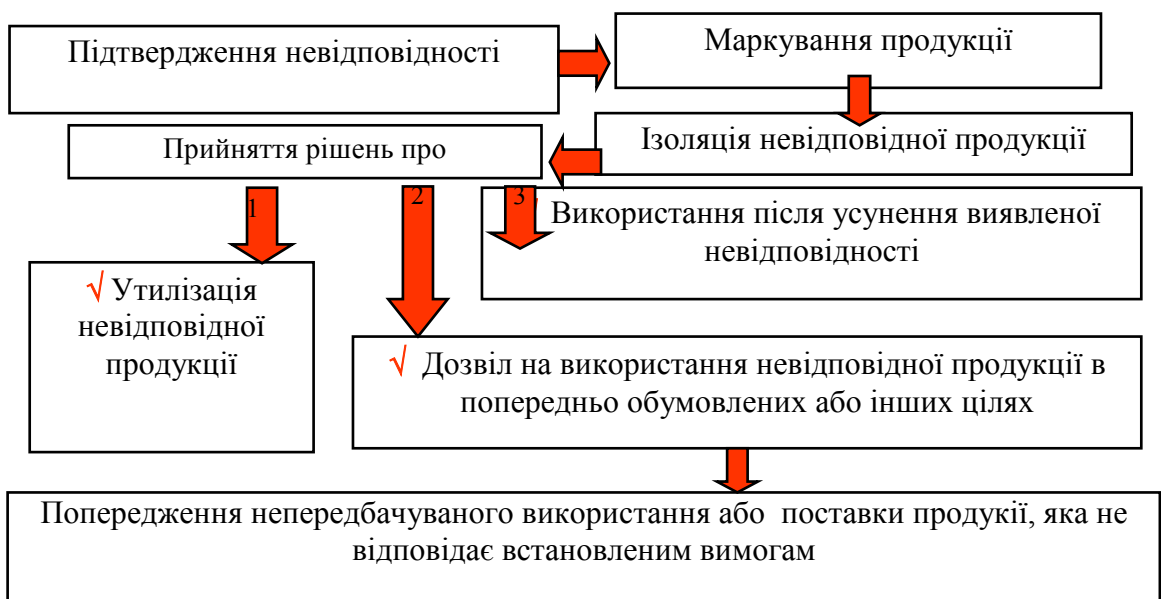 Підтвердження невідповідності
Маркування продукції
Ізоляція невідповідної продукції
Прийняття рішень про
1
2
3
√ Використання після усунення виявленої
невідповідності
√ Утилізація
невідповідної
продукції
√ Дозвіл на використання невідповідної продукції в
попередньо обумовлених або інших цілях
Попередження непередбачуваного використання або поставки продукії, яка не
відповідає встановленим вимогам